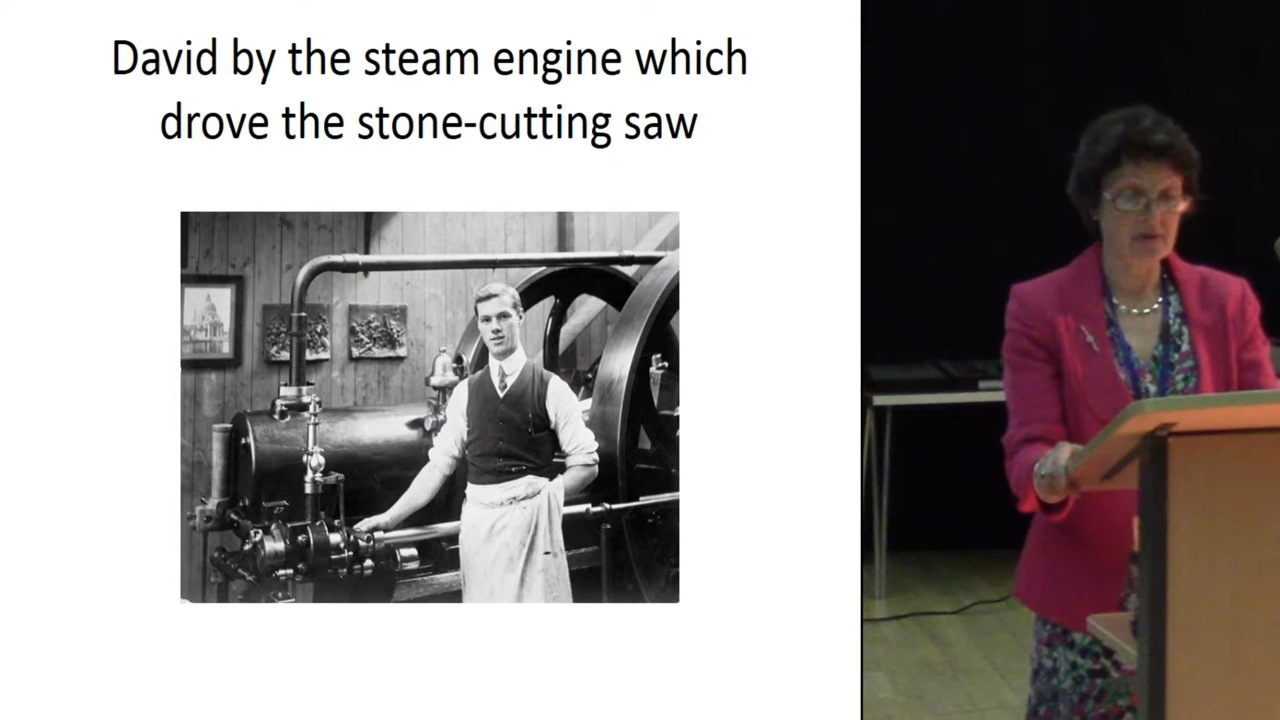 David by the steam engine which
drove the stone-cutting saw